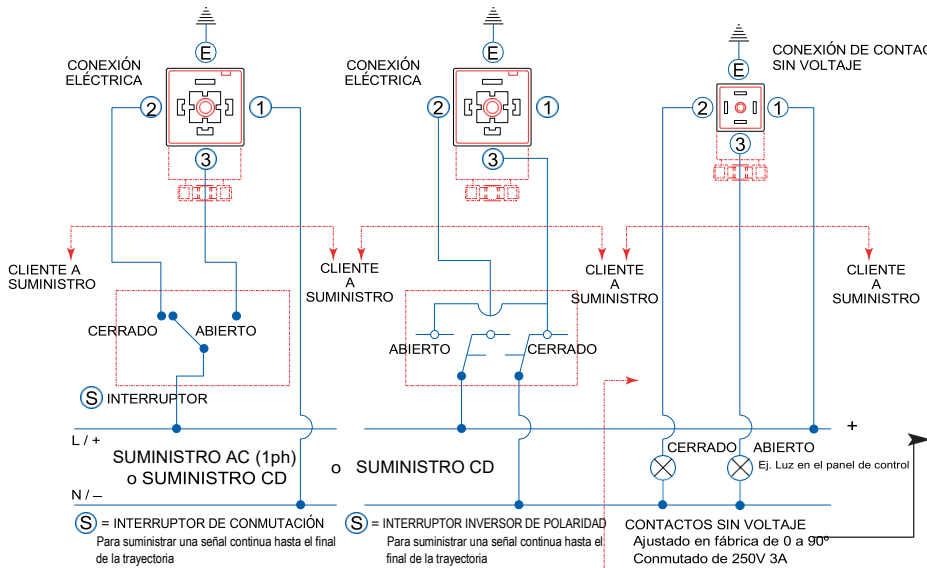 E
CONEXIÓN
ELÉCTRICA
2
1
3
CLIENTE A
SUMINISTRO
CERRADO
ABIERTO
S INTERRUPTOR
L / +
SUMINISTRO AC (1ph)
o SUMINISTRO CD
N / –
S = INTERRUPTOR DE CONMUTACIÓN
Para suministrar una señal continua hasta el final
de la trayectoria
E
CONEXIÓN
ELÉCTRICA
2
1
3
CLIENTE
A
SUMINISTRO
CLIENTE
A
SUMINISTRO
ABIERTO
CERRADO
o SUMINISTRO CD
S = INTERRUPTOR INVERSOR DE POLARIDAD
Para suministrar una señal continua hasta el
final de la trayectoria
E
CONEXIÓN DE CONTAC
SIN VOLTAJE
2
1
3
CLIENTE
A
SUMINISTRO
+
CERRADO
ABIERTO
Ej. Luz en el panel de control
CONTACTOS SIN VOLTAJE
Ajustado en fábrica de 0 a 90º
Conmutado de 250V 3A